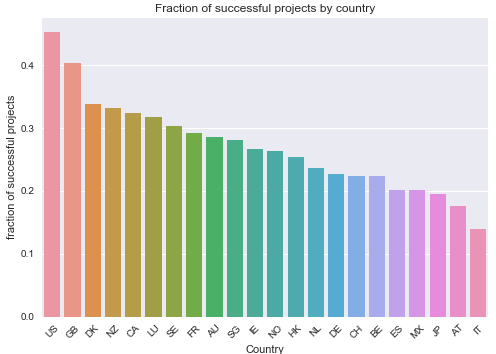 Fraction of successful projects by country
fraction of successful projects
0.4
0.3
0.2
0.1
0.0
US GB DK NZ CA LU SE FR AU SG IE NO HK NL DE CH BE ES MX JP AT IT
Country